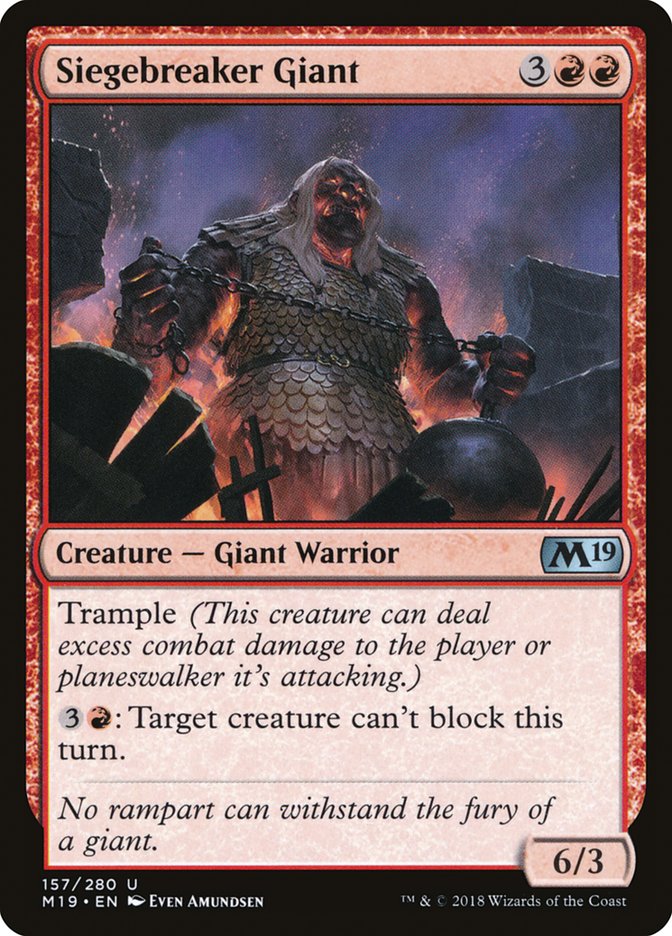 Siegebreaker Giant 3
Creature — Giant Warrior M19
Trample (This creature can deal
excess combat damage to the player or
planeswalker it's attacking.)
3: Target creature can't block this
turn.
No rampart can withstand the fury of
a giant.
6/3
157/280 U
M19 • EN Even Amundsen ™ & © 2018 Wizards of the Coast